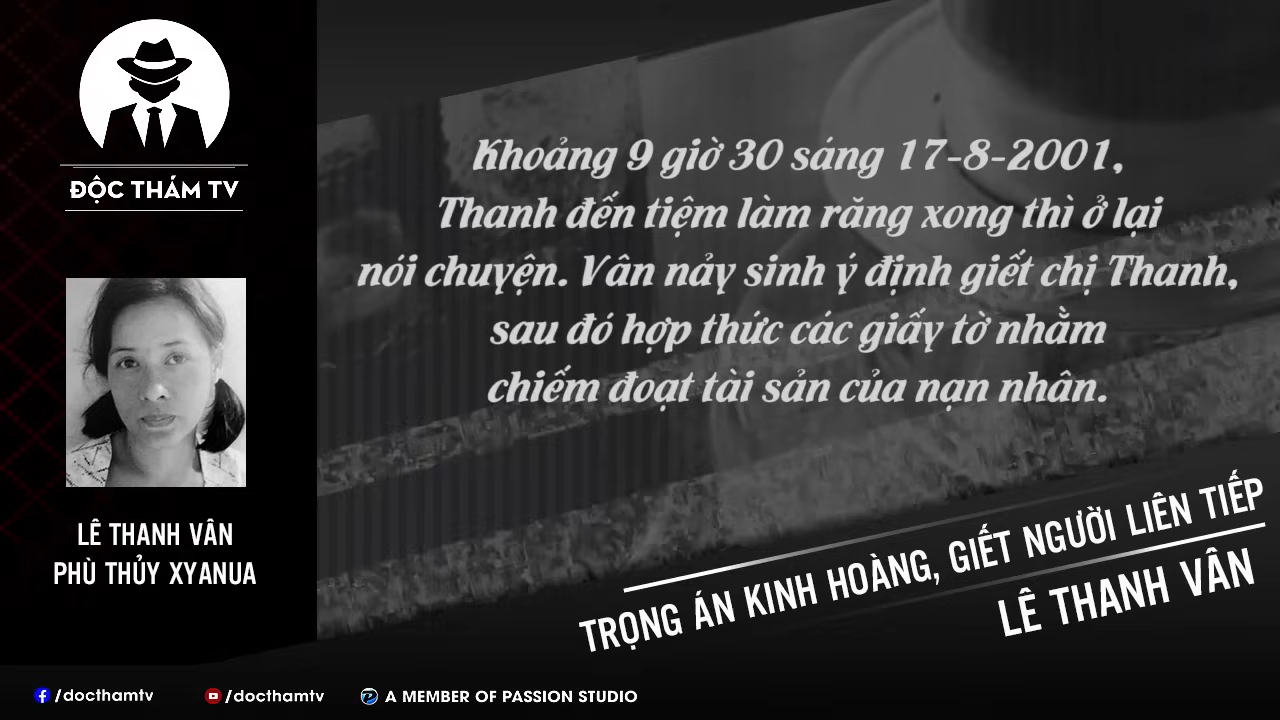 ĐỘC THÁM TV
LÊ THANH VÂN
PHÙ THỦY XYANUA
Khoảng 9 giờ 30 sáng 17-8-2001,
Thanh đến tiệm làm răng xong thì ở lại
nói chuyện. Vân nảy sinh ý định giết chị Thanh,
sau đó hợp thức các giấy tờ nhằm
chiếm đoạt tài sản của nạn nhân.
TRỌNG ÁN KINH HOÀNG, GIẾT NGƯỜI LIÊN TIẾP
LÊ THANH VÂN
/docthamtv
/docthamtv
A MEMBER OF PASSION STUDIO